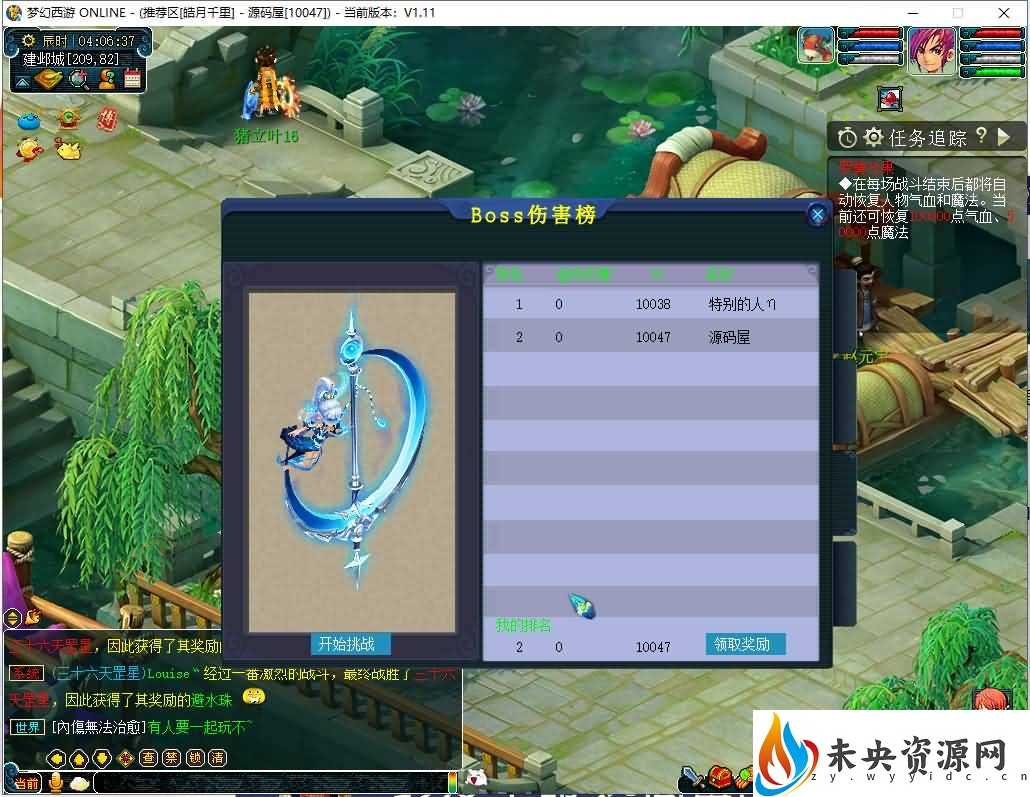 梦幻西游 ONLINE - (推荐区[皓月千里] - 源码屋[10047]) - 当前版本: V1.11
辰时 04:06:37
建邺城[209,82]
猪立叶16
任务追踪 ?
◆在每场战斗结束后都将自
动恢复人物气血和魔法。当
前还可恢复100000点气血、
点魔法
Boss伤害榜
1 0 10038 特别的人
2 0 10047 源码屋
我的排名
2 0 10047
开始挑战
领取奖励
三十六天罡星, 因此获得了其奖励
系统 (三十六天罡星)Louise 经过一番激烈的战斗, 最终战胜了三十六
天罡星, 因此获得了其奖励的避水珠
世界 [內傷無法治愈]有人要一起玩不~
查 禁 锁 清
当前
未央资源网
zy.wyyidc.cn